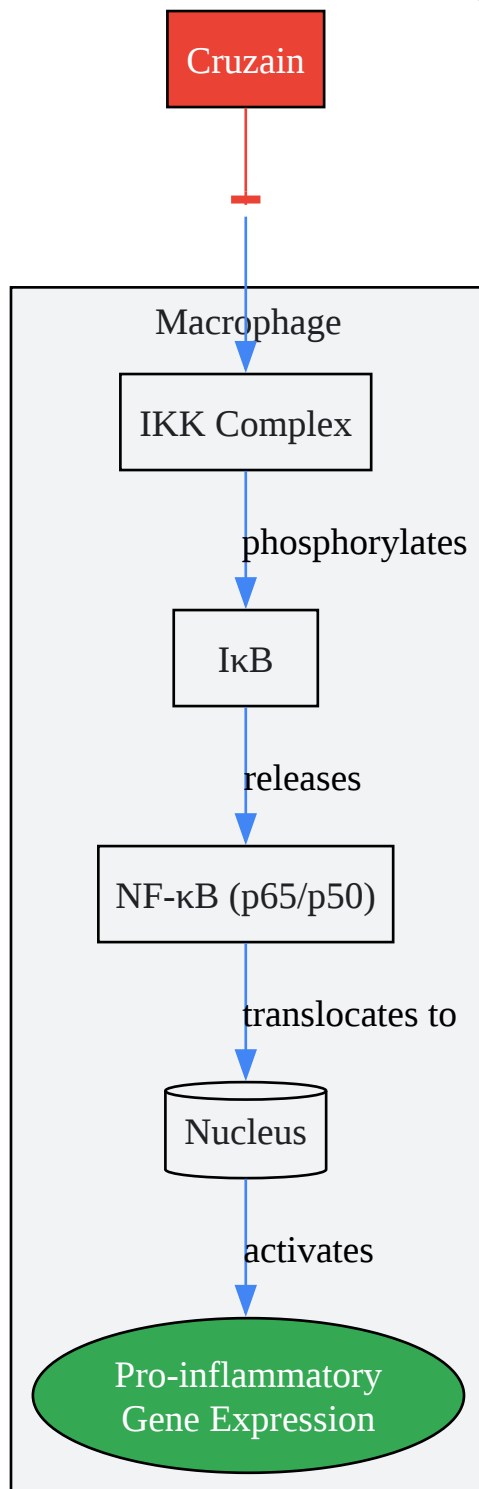 Cruzain
Macrophage
IKK Complex
phosphorylates
IκB
releases
NF-κB (p65/p50)
translocates to
Nucleus
activates
Pro-inflammatory
Gene Expression